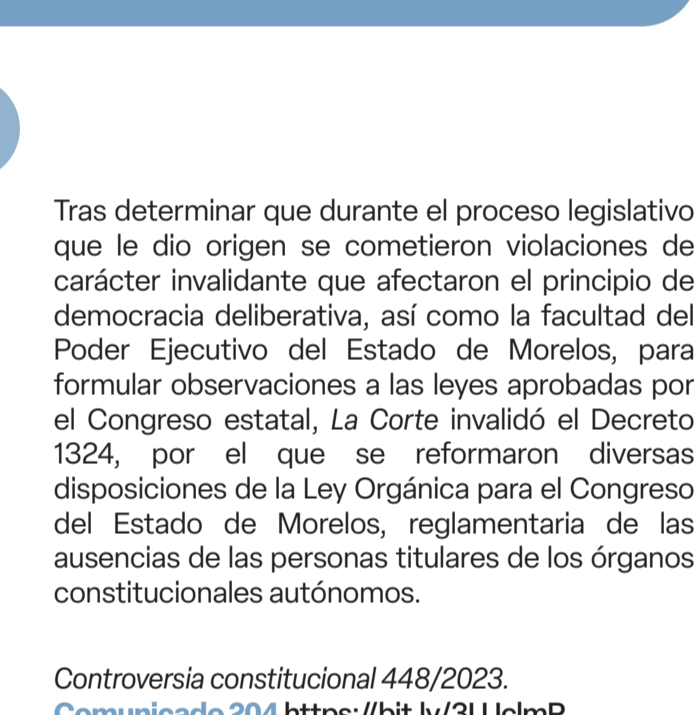 Tras determinar que durante el proceso legislativo
que le dio origen se cometieron violaciones de
carácter invalidante que afectaron el principio de
democracia deliberativa, así como la facultad del
Poder Ejecutivo del Estado de Morelos, para
formular observaciones a las leyes aprobadas por
el Congreso estatal, La Corte invalidó el Decreto
1324, por el que se reformaron diversas
disposiciones de la Ley Orgánica para el Congreso
del Estado de Morelos, reglamentaria de las
ausencias de las personas titulares de los órganos
constitucionales autónomos.
Controversia constitucional 448/2023.
Comunicado 204